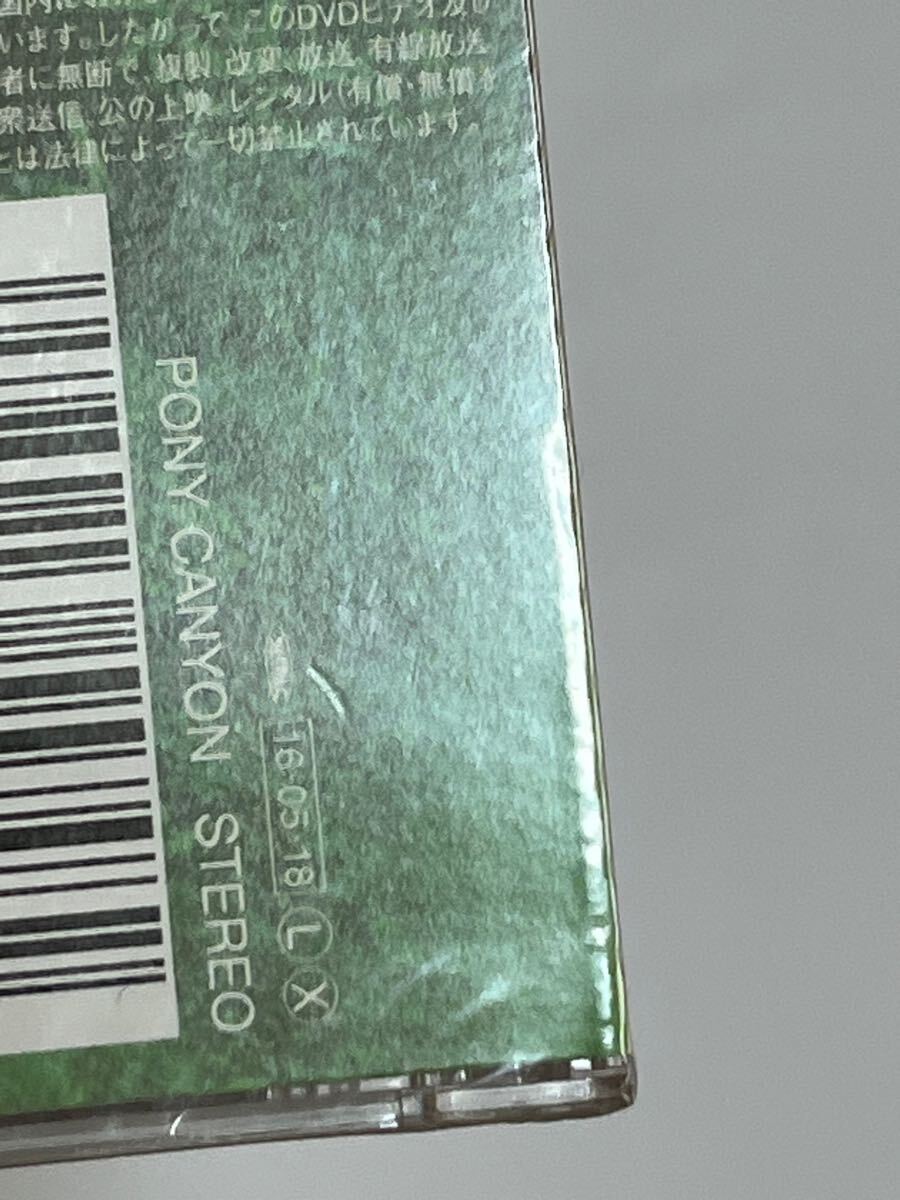 います。したがって、このDVDビデオ及び
者に無断で、複製、改変、放送、有線放送
衆送信、公の上映、レンタル(有償・無償を
とは法律によって一切禁止されています。
PONY CANYON STEREO
16・05・18 L X